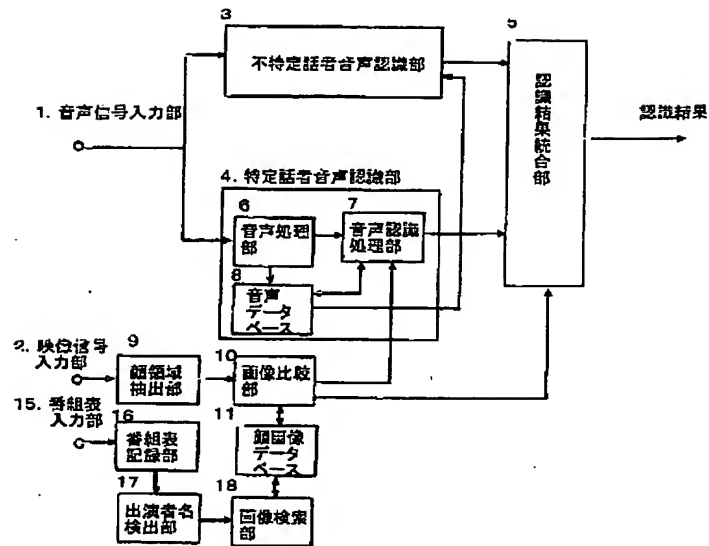 3
不特定話者音声認識部
5
認識結果統合部
認識結果
1. 音声信号入力部
4. 特定話者音声認識部
6
音声処理
部
7
音声認識
処理部
8
音声
データ
ベース
2. 映像信号
入力部
9
顔領域
抽出部
10
画像比較
部
15. 番組表
入力部
16
番組表
記録部
11
顔画像
データ
ベース
17
出演者名
検出部
18
画像検索
部